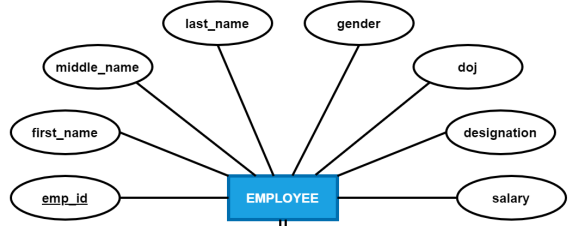 last_name
gender
middle_name
doj
first_name
designation
emp_id
EMPLOYEE
salary